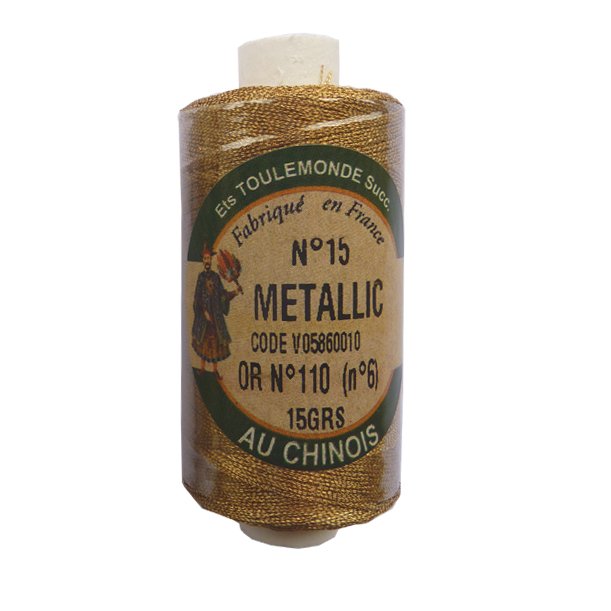 Ets TOULEMONDE Succ.
Fabriqué en France
N°15
METALLIC
CODE V05860010
OR N°110 (n°6)
15GRS
AU CHINOIS